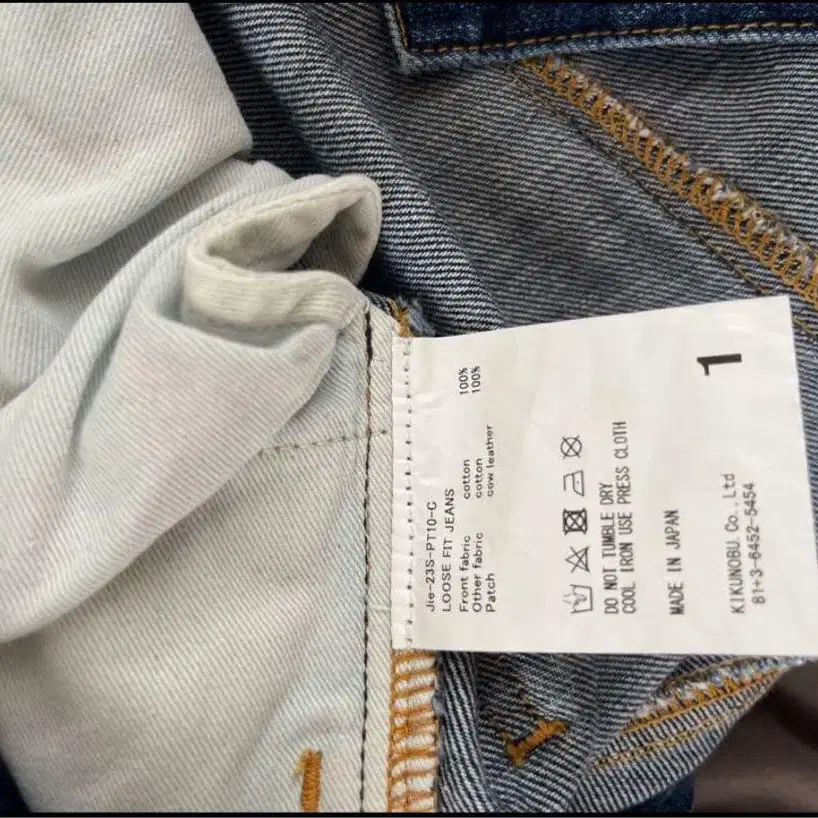 Jie-23S-PT10-C
LOOSE FIT JEANS
Front fabric cotton 100%
Other fabric cotton 100%
Patch cow leather
DO NOT TUMBLE DRY
COOL IRON USE PRESS CLOTH
MADE IN JAPAN
KIKUNOBU. Co., Ltd
81+3-6452-5454
1